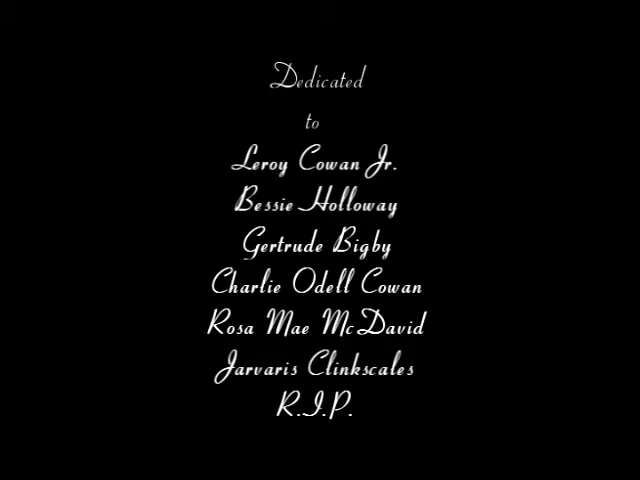 Dedicated
to
Leroy Cowan Jr.
Bessie Holloway
Gertrude Bigby
Charlie Odell Cowan
Rosa Mae McDavid
Jarvaris Clinkscales
R.I.P.